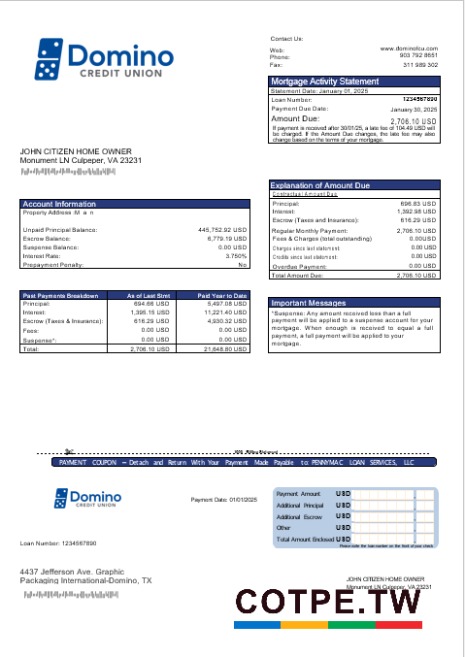 Domino
CREDIT UNION
Contact Us:
Web: www.dominofcu.com
Phone: 903 792 8651
Fax: 311 989 302
Mortgage Activity Statement
Statement Date: January 01, 2025
Loan Number: 1234567890
Payment Due Date: January 30, 2025
Amount Due: 2,706.10 USD
If payment is received after 30/01/25, a late fee of 104.49 USD will
be charged. If the Amount Due changes, the late fee may also
change based on the terms of your mortgage.
JOHN CITIZEN HOME OWNER
Monument LN Culpeper, VA 23231
Account Information
Property Address M a n
Unpaid Principal Balance: 445,752.92 USD
Escrow Balance: 6,779.19 USD
Suspense Balance: 0.00 USD
Interest Rate: 3.750%
Prepayment Penalty: No
Explanation of Amount Due
Contractual Amount Due
Principal: 696.83 USD
Interest: 1,392.98 USD
Escrow (Taxes and Insurance): 616.29 USD
Regular Monthly Payment: 2,706.10 USD
Fees & Charges (total outstanding) 0.00USD
Charges since last statement: 0.00 USD
Credits since last statement: 0.00 USD
Overdue Payment: 0.00 USD
Total Amount Due: 2,706.10 USD
Past Payments Breakdown As of Last Stmt Paid Year to Date
Principal: 694.66 USD 5,497.08 USD
Interest: 1,395.15 USD 11,221.40 USD
Escrow (Taxes & Insurance): 616.29 USD 4,930.32 USD
Fees: 0.00 USD 0.00 USD
Suspense*: 0.00 USD 0.00 USD
Total: 2,706.10 USD 21,648.80 USD
Important Messages
*Suspense: Any amount received less than a full
payment will be applied to a suspense account for your
mortgage. When enough is received to equal a full
payment, a full payment will be applied to your
mortgage.
PAYMENT COUPON – Detach and Return With Your Payment Made Payable to PENNYMAC LOAN SERVICES, LLC
Domino
CREDIT UNION
Payment Date: 01/01/2025
Payment Amount USD
Additional Principal USD
Additional Escrow USD
Other USD
Total Amount Enclosed USD
Please write the loan number on the front of your check
Loan Number: 1234567890
4437 Jefferson Ave. Graphic
Packaging International-Domino, TX
JOHN CITIZEN HOME OWNER
Monument LN Culpeper, VA 23231
COTPE.TW